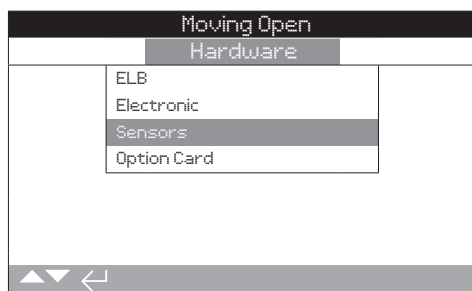 Moving Open
Hardware
ELB
Electronic
Sensors
Option Card